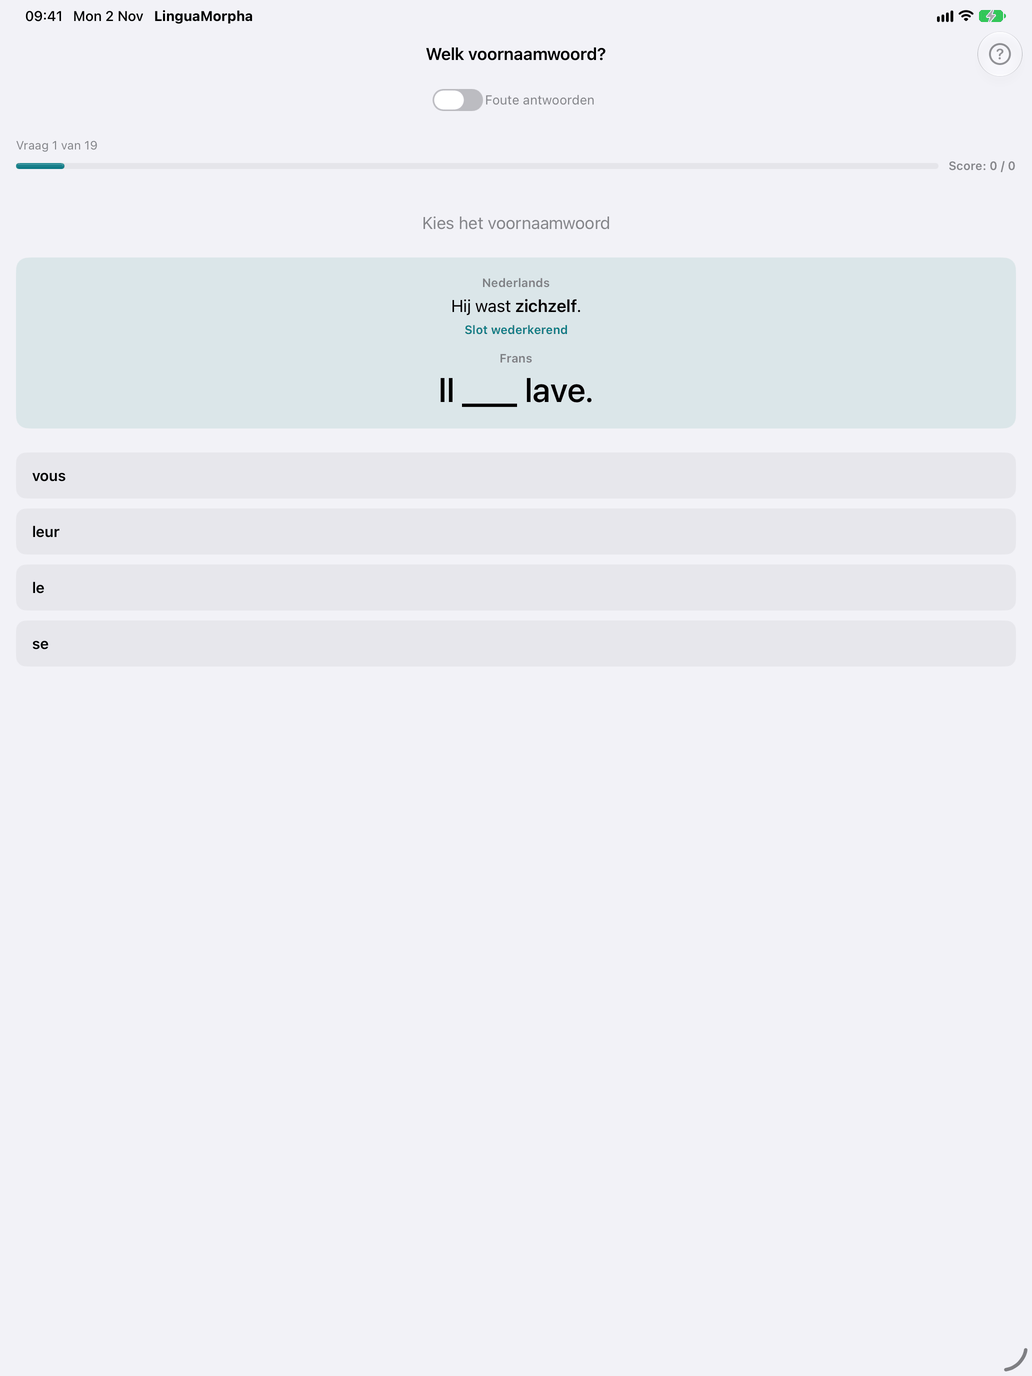 09:41 Mon 2 Nov LinguaMorpha
Welk voornaamwoord?
Foute antwoorden
Vraag 1 van 19
Score: 0 / 0
Kies het voornaamwoord
Nederlands
Hij wast zichzelf.
Slot wederkerend
Frans
Il ___ lave.
vous
leur
le
se